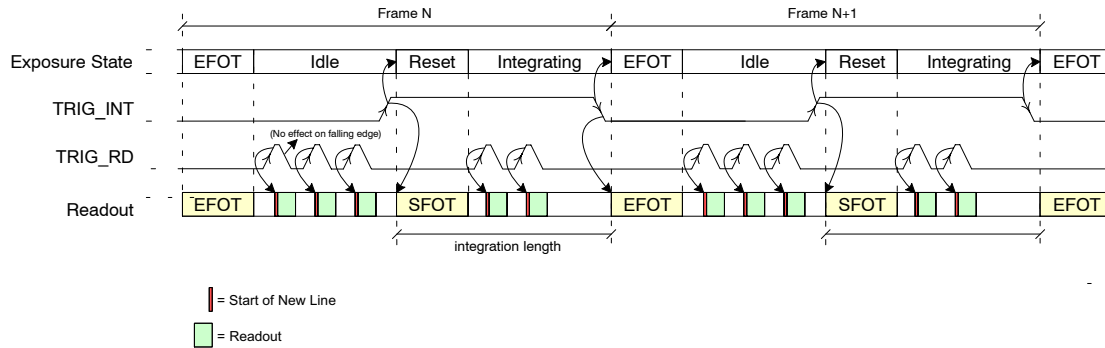 Frame N
Frame N+1
Exposure State
EFOT
Idle
Reset
Integrating
EFOT
Idle
Reset
Integrating
EFOT
TRIG_INT
(No effect on falling edge)
TRIG_RD
Readout
EFOT
SFOT
EFOT
SFOT
EFOT
integration length
= Start of New Line
= Readout